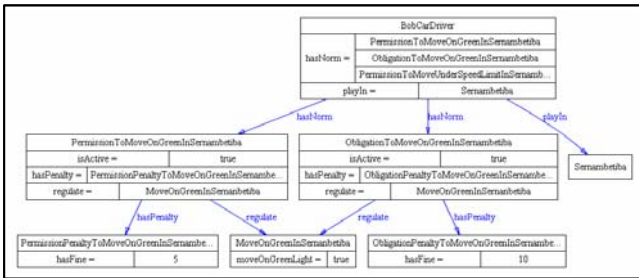 BobCarDriver
hasNorm =
PermissionToMoveOnGreenInSernambetiba
ObligationToMoveOnGreenInSernambetiba
PermissionToMoveUnderSpeedLimitInSernamb...
playIn = Sernambetiba
hasNorm hasNorm playIn
PermissionToMoveOnGreenInSernambetiba
isActive = true
hasPenalty = PermissionPenaltyToMoveOnGreenInSernambe...
regulate = MoveOnGreenInSernambetiba
ObligationToMoveOnGreenInSernambetiba
isActive = true
hasPenalty = ObligationPenaltyToMoveOnGreenInSernambe...
regulate = MoveOnGreenInSernambetiba
Sernambetiba
hasPenalty regulate regulate hasPenalty
PermissionPenaltyToMoveOnGreenInSernambe...
hasFine = 5
MoveOnGreenInSernambetiba
moveOnGreenLight = true
ObligationPenaltyToMoveOnGreenInSernambe...
hasFine = 10